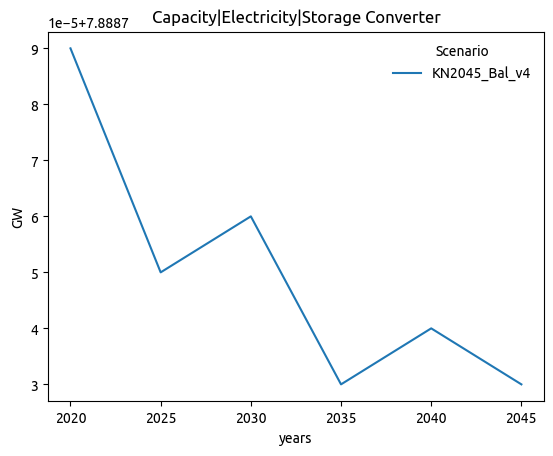 Capacity|Electricity|Storage Converter
1e−5+7.8887
Scenario
KN2045_Bal_v4
9
8
7
6
5
4
3
GW
2020 2025 2030 2035 2040 2045
years